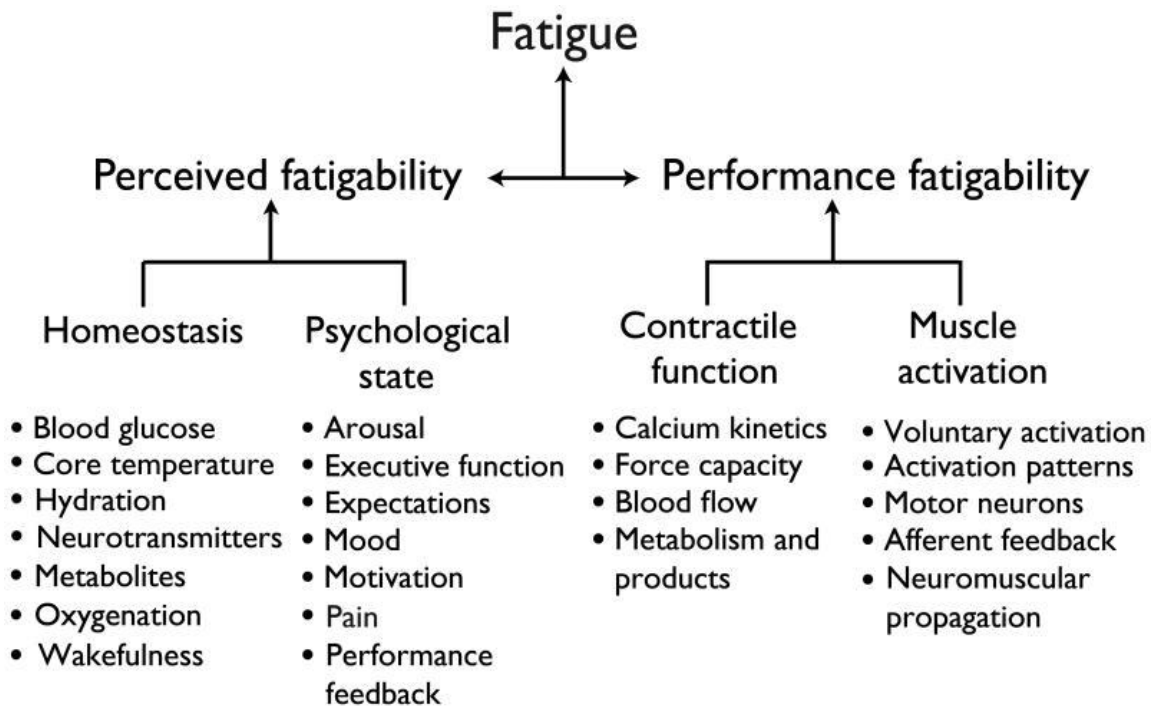 Fatigue
Perceived fatigability
Performance fatigability
Homeostasis
• Blood glucose
• Core temperature
• Hydration
• Neurotransmitters
• Metabolites
• Oxygenation
• Wakefulness
Psychological
state
• Arousal
• Executive function
• Expectations
• Mood
• Motivation
• Pain
• Performance
feedback
Contractile
function
• Calcium kinetics
• Force capacity
• Blood flow
• Metabolism and
products
Muscle
activation
• Voluntary activation
• Activation patterns
• Motor neurons
• Afferent feedback
• Neuromuscular
propagation